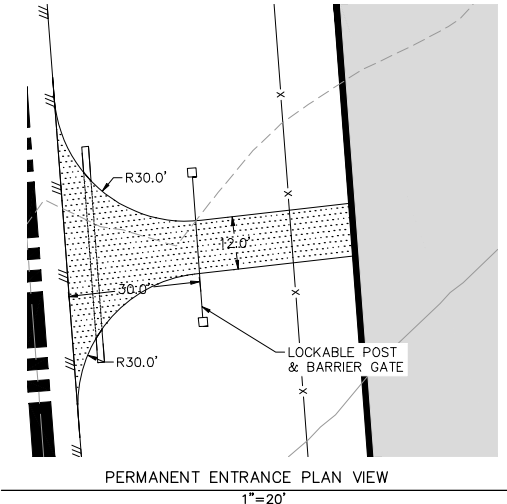 R30.0'
12.0'
30.0'
R30.0'
LOCKABLE POST
& BARRIER GATE
X
X
X
X
PERMANENT ENTRANCE PLAN VIEW
1"=20'